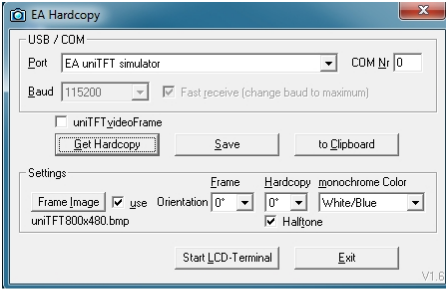 EA Hardcopy
USB / COM
Port EA uniTFT simulator COM Nr 0
Baud 115200 Fast receive (change baud to maximum)
uniTFT videoFrame
Get Hardcopy Save to Clipboard
Settings
Frame Hardcopy monochrome Color
Frame Image use Orientation 0° 0° White/Blue
uniTFT800x480.bmp Halftone
Start LCD-Terminal Exit
V1.6